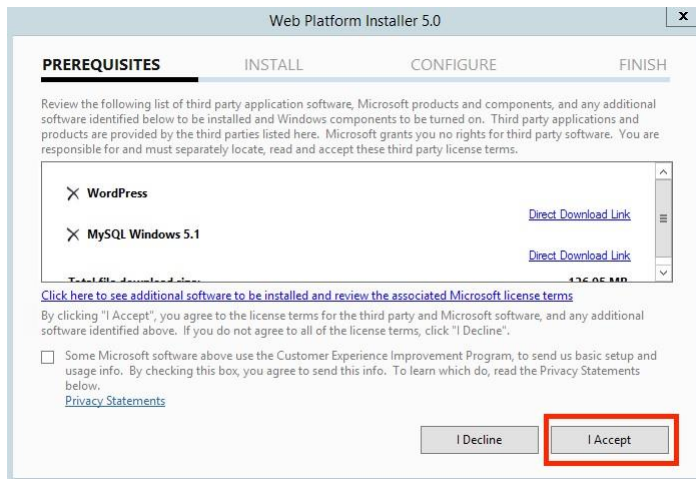 Web Platform Installer 5.0
x
PREREQUISITES INSTALL CONFIGURE FINISH
Review the following list of third party application software, Microsoft products and components, and any additional
software identified below to be installed and Windows components to be turned on. Third party applications and
products are provided by the third parties listed here. Microsoft grants you no rights for third party software. You are
responsible for and must separately locate, read and accept these third party license terms.
X WordPress
Direct Download Link
X MySQL Windows 5.1
Direct Download Link
Total file download size: 126.05 MB
Click here to see additional software to be installed and review the associated Microsoft license terms
By clicking "I Accept", you agree to the license terms for the third party and Microsoft software, and any additional
software identified above. If you do not agree to all of the license terms, click "I Decline".
Some Microsoft software above use the Customer Experience Improvement Program, to send us basic setup and
usage info. By checking this box, you agree to send this info. To learn which do, read the Privacy Statements
below.
Privacy Statements
I Decline I Accept